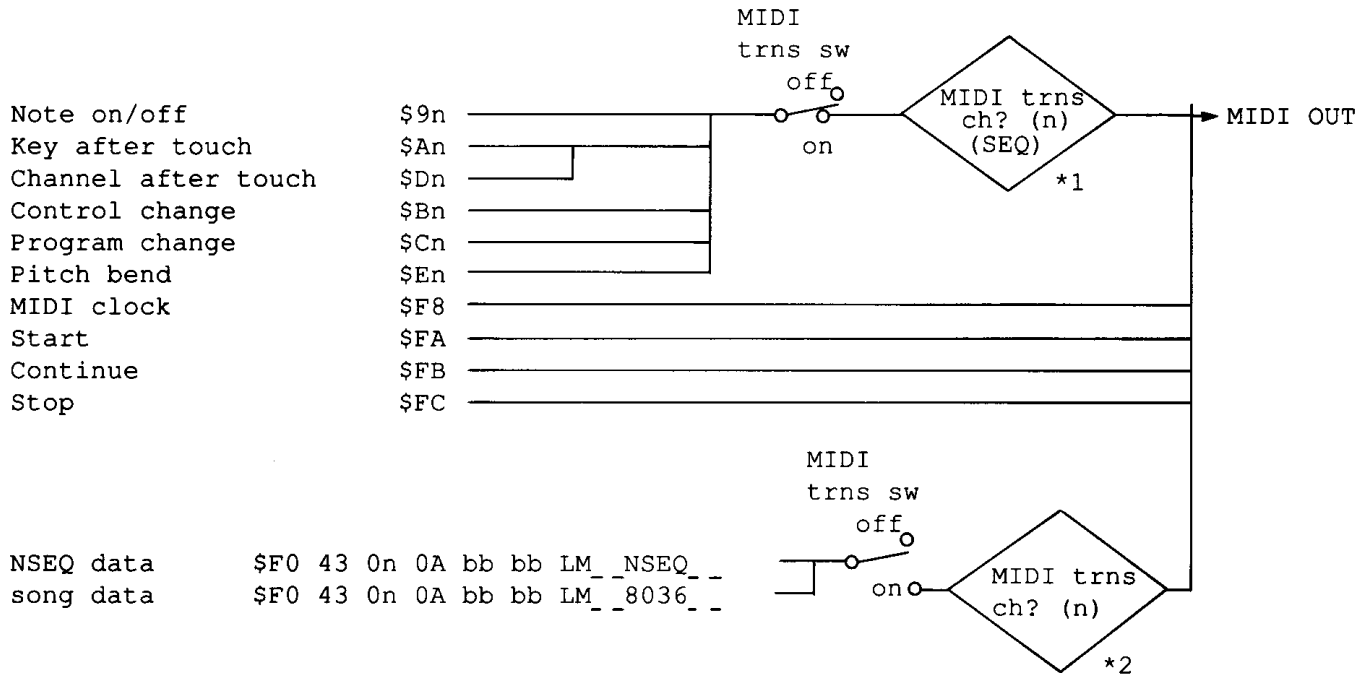 MIDI
trns sw
off
Note on/off $9n MIDI trns MIDI OUT
ch? (n)
Key after touch $An on (SEQ)
Channel after touch $Dn *1
Control change $Bn
Program change $Cn
Pitch bend $En
MIDI clock $F8
Start $FA
Continue $FB
Stop $FC
MIDI
trns sw
off
NSEQ data $F0 43 0n 0A bb bb LM_ _NSEQ_ _ MIDI trns
song data $F0 43 0n 0A bb bb LM_ _8036_ _ on ch? (n)
*2